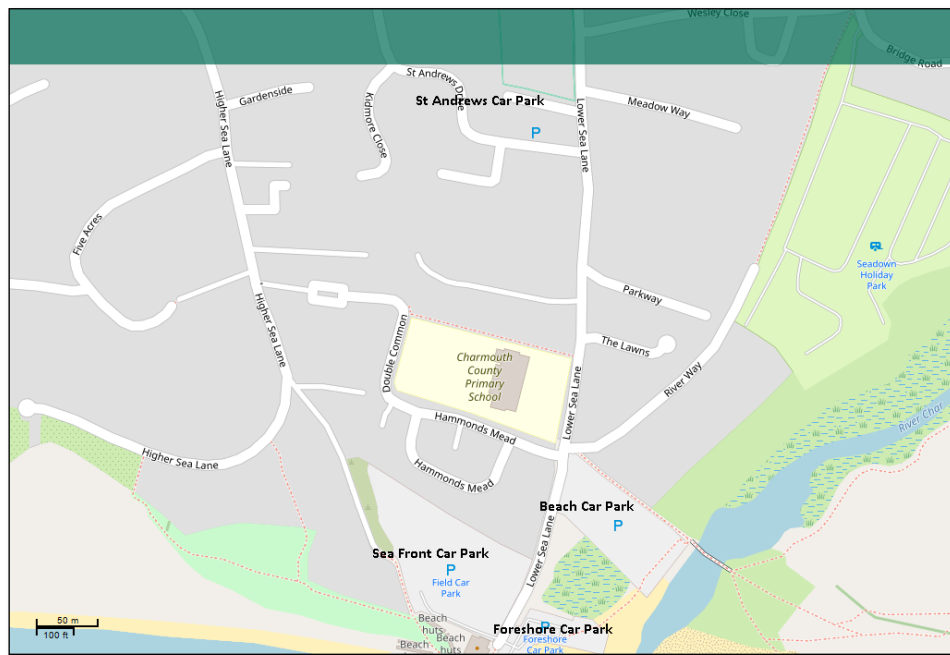 Wesley Close
Bridge Road
St Andrews Drive
St Andrews Car Park
P
Gardenside
Higher Sea Lane
Kidmore Close
Lower Sea Lane
Meadow Way
Five Acres
Seadown
Holiday
Park
Parkway
Higher Sea Lane
Double Common
Charmouth
County
Primary
School
The Lawns
Lower Sea Lane
River Way
Hammonds Mead
Hammonds Mead
Higher Sea Lane
River Char
Beach Car Park
P
Sea Front Car Park
P
Field Car
Park
Lower Sea Lane
Beach
huts
Beach
huts
Beach
Foreshore Car Park
P
Foreshore
Car Park
50 m
100 ft